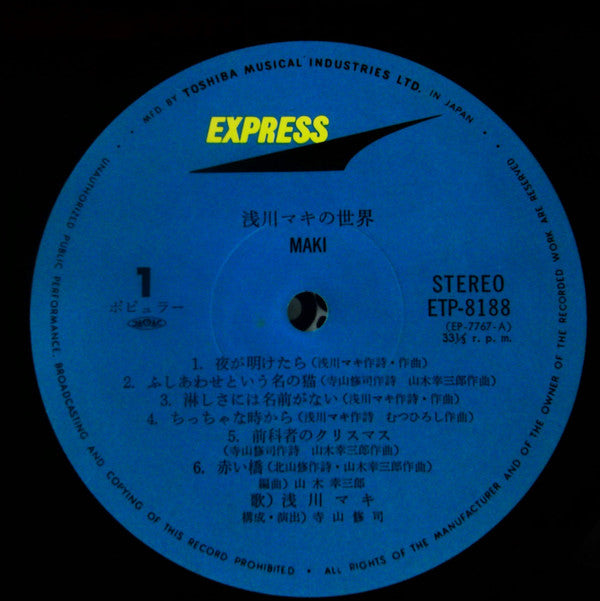 MFD. BY TOSHIBA MUSICAL INDUSTRIES LTD. IN JAPAN.
EXPRESS
浅川マキの世界
MAKI
1
ポピュラー
STEREO
ETP-8188
(EP-7767-A)
33⅓ r. p. m.
1. 夜が明けたら(浅川マキ作詩・作曲)
2. ふしあわせという名の猫(寺山修司作詩 山木幸三郎作曲)
3. 淋しさには名前がない(浅川マキ作詩・作曲)
4. ちっちゃな時から(浅川マキ作詩 むつひろし作曲)
5. 前科者のクリスマス
(寺山修司作詩 山木幸三郎作曲)
6. 赤い橋(北山修作詩・山木幸三郎作曲)
編曲) 山木幸三郎
歌) 浅川マキ
構成・演出) 寺山修司
UNAUTHORIZED PUBLIC PERFORMANCE, BROADCASTING AND COPYING OF THIS RECORD PROHIBITED • ALL RIGHTS OF THE MANUFACTURER AND OF THE OWNER OF THE RECORDED WORK ARE RESERVED